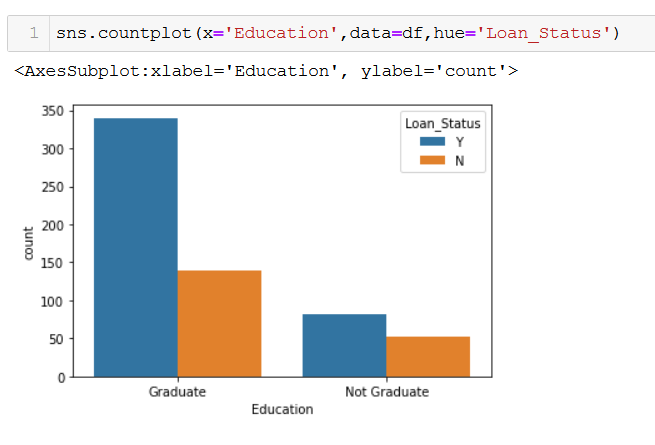 1 sns.countplot(x='Education',data=df,hue='Loan_Status')
<AxesSubplot:xlabel='Education', ylabel='count'>
350
300
250
200
150
100
50
0
count
Loan_Status
Y
N
Graduate
Not Graduate
Education